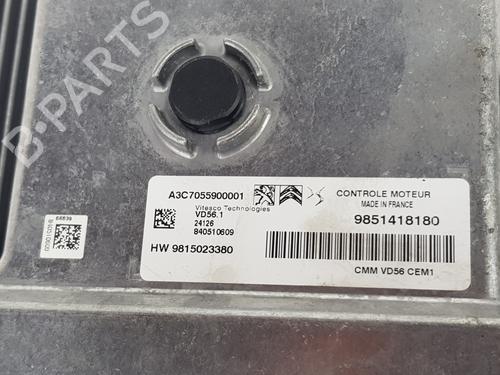 B-PARTS
A3C7055900001
Vitesco Technologies
VD56.1
24126
840510609
HW 9815023380
CONTROLE MOTEUR
MADE IN FRANCE
9851418180
CMM VD56 CEM1